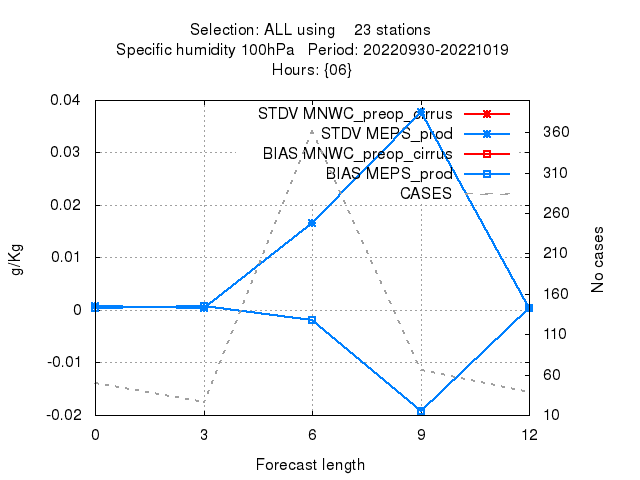 Selection: ALL using 23 stations
Specific humidity 100hPa Period: 20220930-20221019
Hours: {06}
STDV MNWC_preop_cirrus
STDV MEPS_prod
BIAS MNWC_preop_cirrus
BIAS MEPS_prod
CASES
0.04
0.03
0.02
0.01
0
-0.01
-0.02
g/Kg
360
310
260
210
160
110
60
10
No cases
0 3 6 9 12
Forecast length